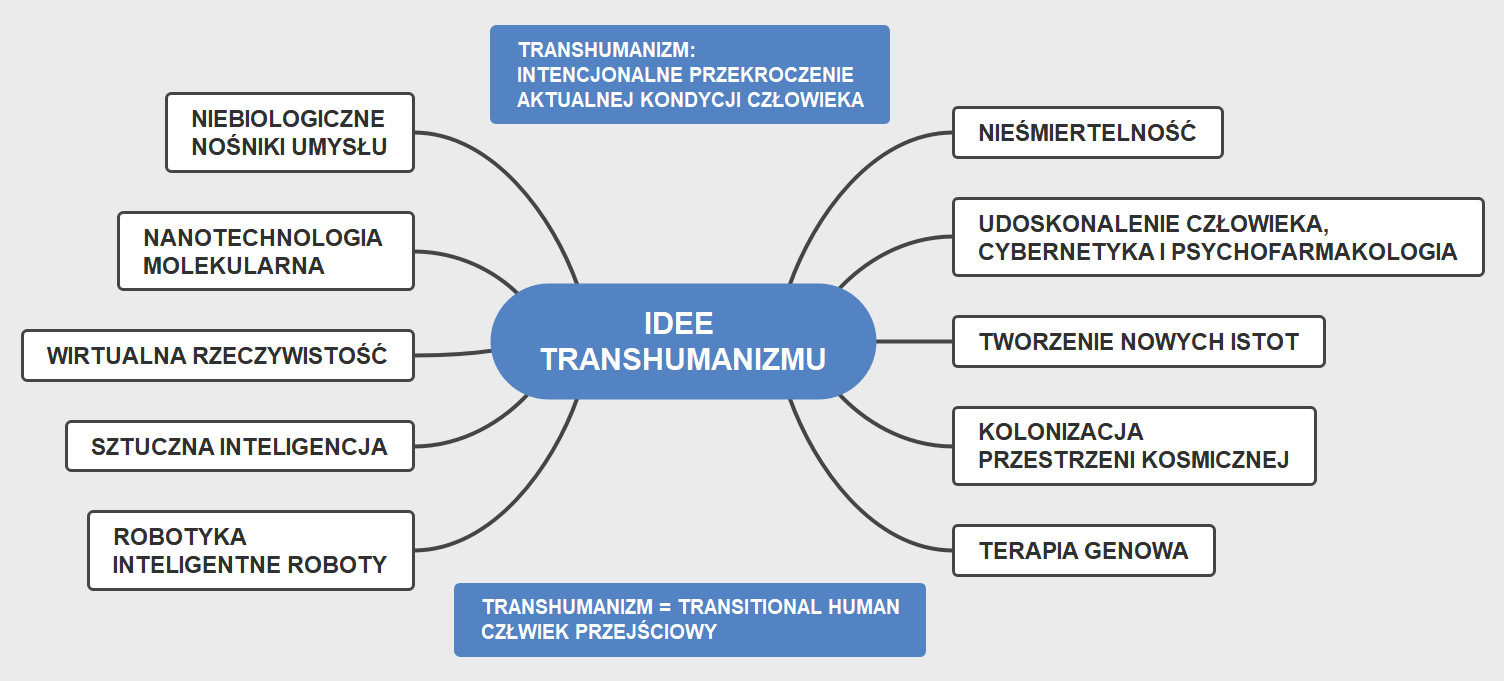 TRANSHUMANIZM:
INTENCJONALNE PRZEKROCZENIE
AKTUALNEJ KONDYCJI CZŁOWIEKA
NIEBIOLOGICZNE
NOŚNIKI UMYSŁU
NANOTECHNOLOGIA
MOLEKULARNA
WIRTUALNA RZECZYWISTOŚĆ
SZTUCZNA INTELIGENCJA
ROBOTYKA
INTELIGENTNE ROBOTY
IDEE
TRANSHUMANIZMU
NIEŚMIERTELNOŚĆ
UDOSKONALENIE CZŁOWIEKA,
CYBERNETYKA I PSYCHOFARMAKOLOGIA
TWORZENIE NOWYCH ISTOT
KOLONIZACJA
PRZESTRZENI KOSMICZNEJ
TERAPIA GENOWA
TRANSHUMANIZM = TRANSITIONAL HUMAN
CZŁWIEK PRZEJŚCIOWY